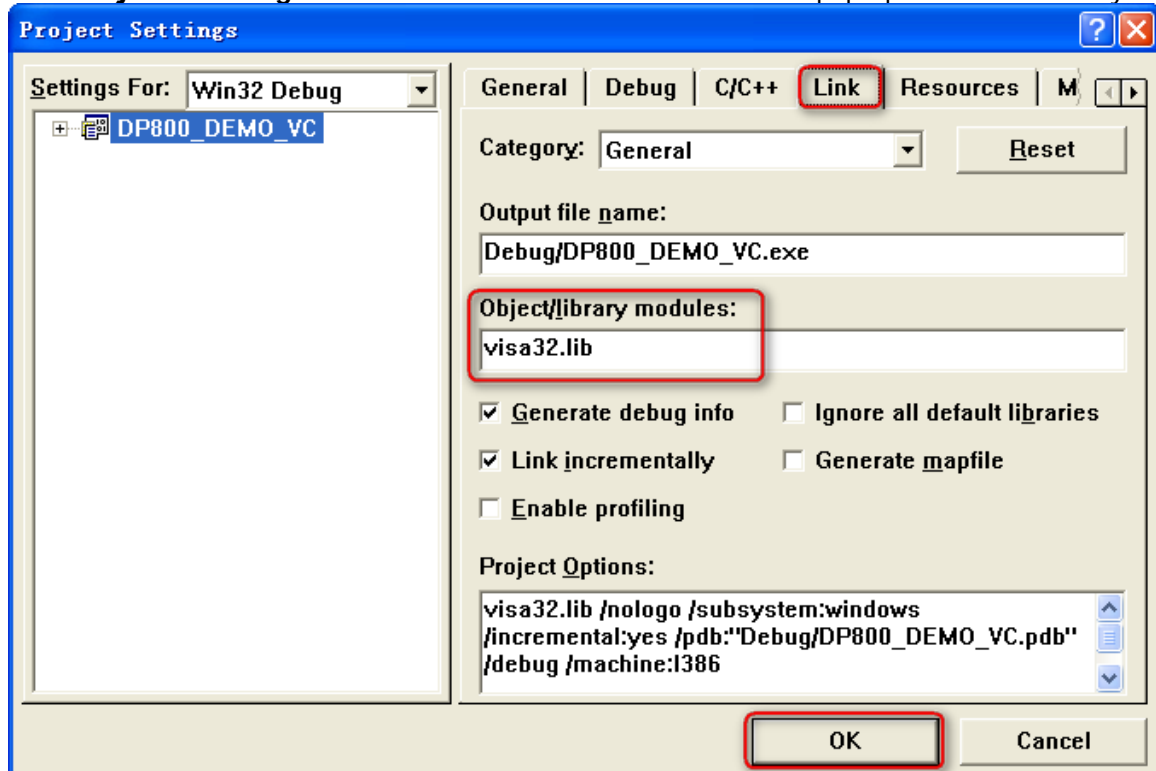 Project Settings
Settings For: Win32 Debug
DP800_DEMO_VC
General Debug C/C++ Link Resources M
Category: General Reset
Output file name:
Debug/DP800_DEMO_VC.exe
Object/library modules:
visa32.lib
Generate debug info Ignore all default libraries
Link incrementally Generate mapfile
Enable profiling
Project Options:
visa32.lib /nologo /subsystem:windows
/incremental:yes /pdb:"Debug/DP800_DEMO_VC.pdb"
/debug /machine:I386
OK Cancel